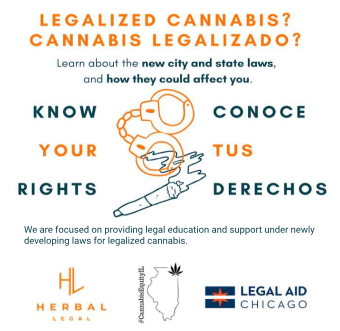 LEGALIZED CANNABIS?
CANNABIS LEGALIZADO?
Learn about the new city and state laws,
and how they could affect you.
KNOW CONOCE
YOUR TUS
RIGHTS DERECHOS
We are focused on providing legal education and support under newly
developing laws for legalized cannabis.
HL
HERBAL
LEGAL
#CannabisEquityIL
LEGAL AID
CHICAGO